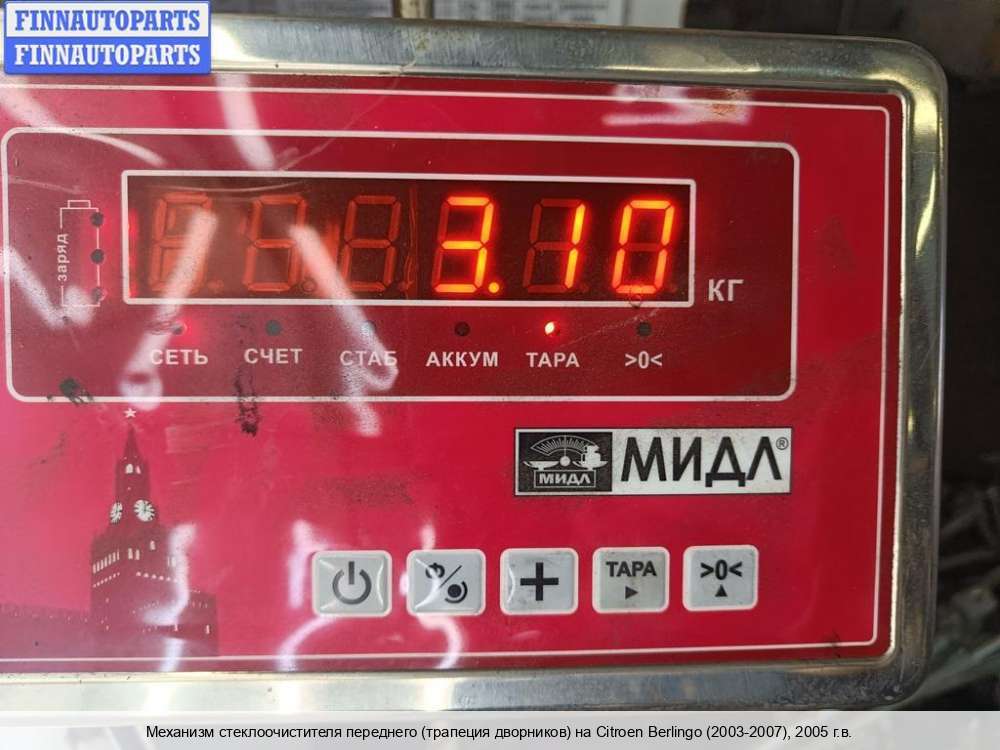 FINNAUTOPARTS
FINNAUTOPARTS
заряд
3.10
КГ
СЕТЬ СЧЕТ СТАБ АККУМ ТАРА >0<
МИДЛ МИДЛ®
ТАРА >0<
Механизм стеклоочистителя переднего (трапеция дворников) на Citroen Berlingo (2003-2007), 2005 г.в.